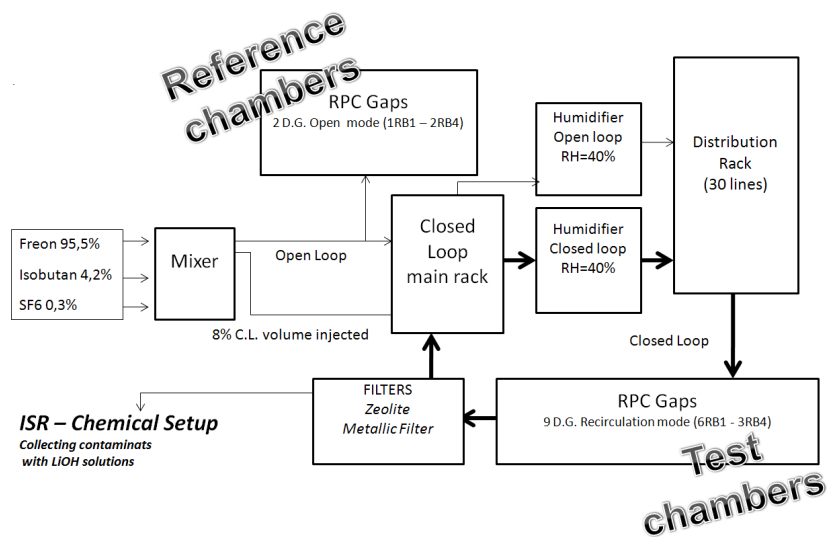 Reference
chambers
RPC Gaps
2 D.G. Open mode (1RB1 – 2RB4)
Humidifier
Open loop
RH=40%
Distribution
Rack
(30 lines)
Closed
Loop
main rack
Humidifier
Closed loop
RH=40%
Freon 95,5%
Isobutan 4,2%
SF6 0,3%
Mixer
Open Loop
8% C.L. volume injected
Closed Loop
FILTERS
Zeolite
Metallic Filter
RPC Gaps
9 D.G. Recirculation mode (6RB1 - 3RB4)
ISR – Chemical Setup
Collecting contaminats
with LiOH solutions
Test
chambers